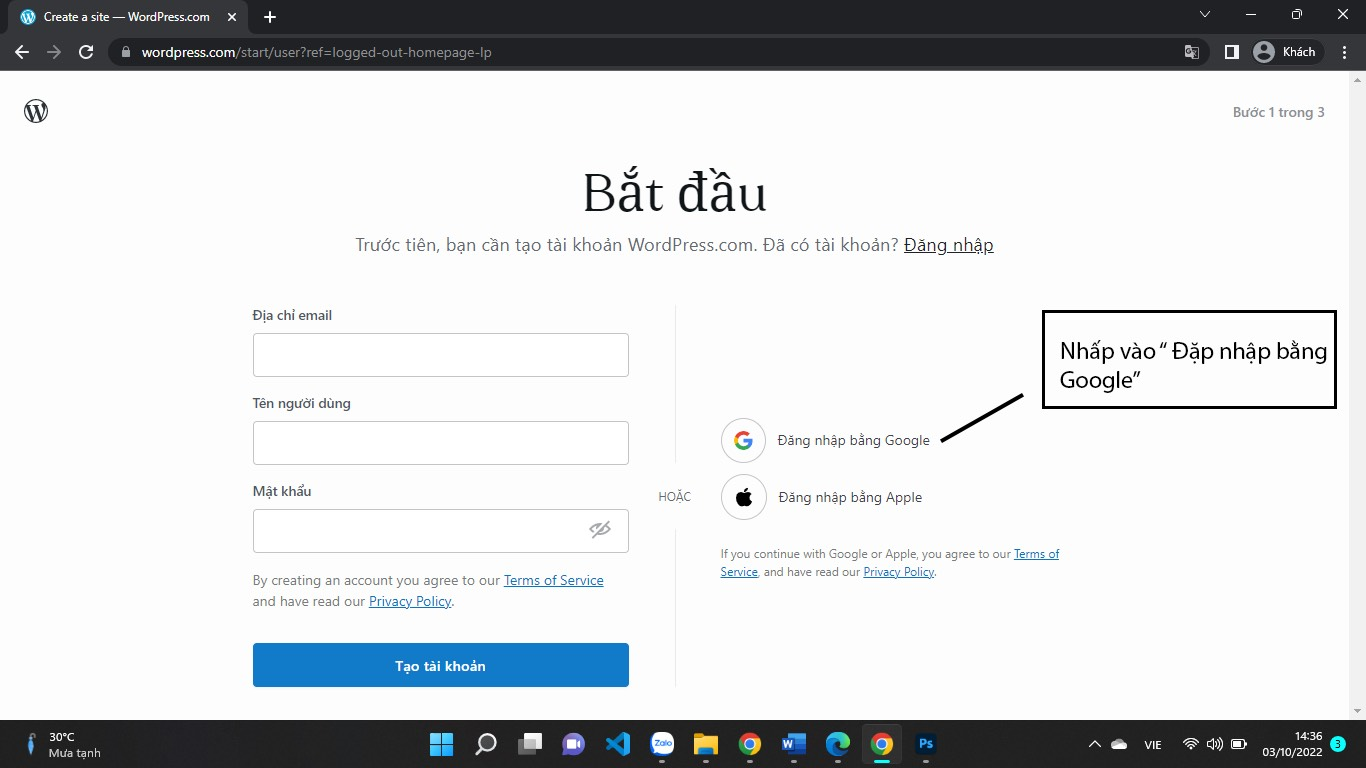 Create a site — WordPress.com
wordpress.com/start/user?ref=logged-out-homepage-lp
Khách
Bước 1 trong 3
Bắt đầu
Trước tiên, bạn cần tạo tài khoản WordPress.com. Đã có tài khoản? Đăng nhập
Địa chỉ email
Tên người dùng
Mật khẩu
By creating an account you agree to our Terms of Service
and have read our Privacy Policy.
Tạo tài khoản
HOẶC
Nhấp vào “ Đặp nhập bằng
Google”
Đăng nhập bằng Google
Đăng nhập bằng Apple
If you continue with Google or Apple, you agree to our Terms of
Service, and have read our Privacy Policy.
30°C
Mưa tạnh
Zalo
W
Ps
VIE
14:36
03/10/2022
3